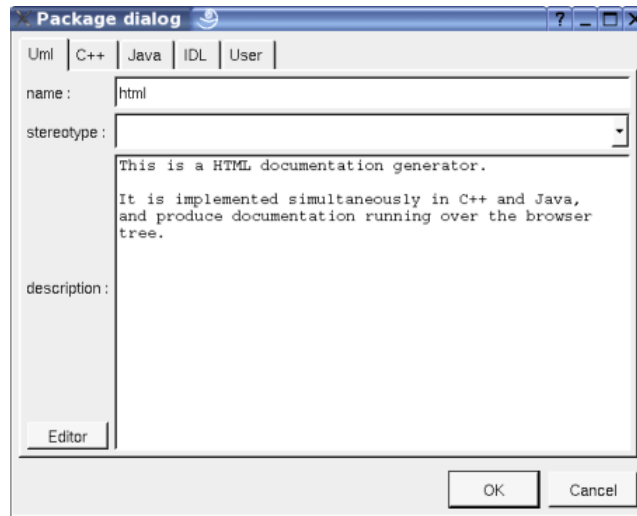 Package dialog
Uml C++ Java IDL User
name : html
stereotype :
This is a HTML documentation generator.
It is implemented simultaneously in C++ and Java,
and produce documentation running over the browser
tree.
description :
Editor
OK Cancel